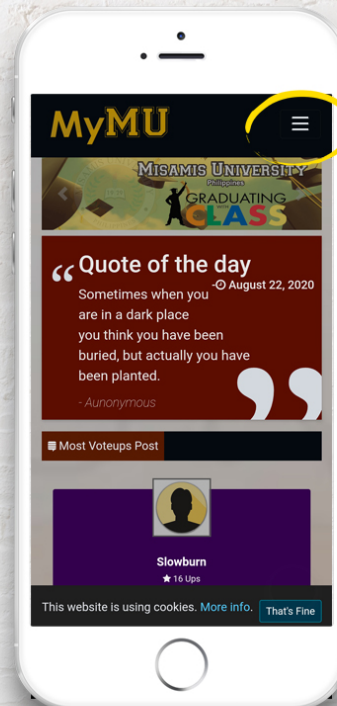 MyMU
MISAMIS UNIVERSITY
Philippines
GRADUATING
CLASS
“ Quote of the day
- August 22, 2020
Sometimes when you
are in a dark place
you think you have been
buried, but actually you have
been planted.
- Aunonymous
”
Most Voteups Post
Slowburn
16 Ups
This website is using cookies. More info. That's Fine